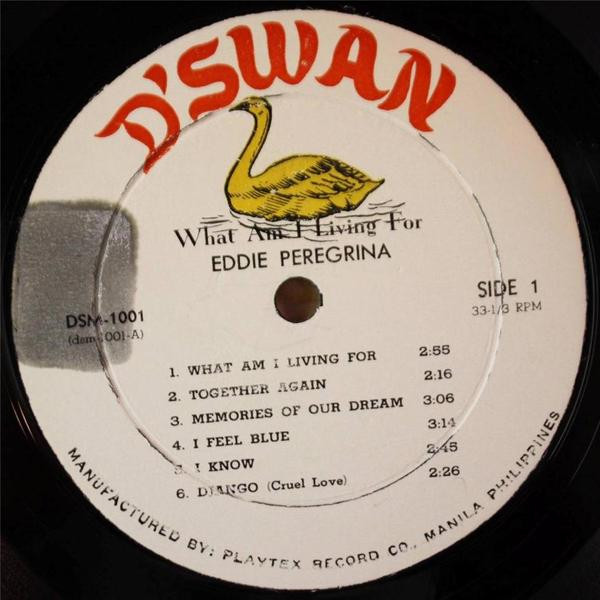 D'SWAN
What Am I Living For
EDDIE PEREGRINA
SIDE 1
33-1/3 RPM
DSM-1001
(dsm-1001-A)
1. WHAT AM I LIVING FOR 2:55
2. TOGETHER AGAIN 2:16
3. MEMORIES OF OUR DREAM 3:06
4. I FEEL BLUE 3:14
5. I KNOW 2:45
6. DJANGO (Cruel Love) 2:26
MANUFACTURED BY: PLAYTEX RECORD CO., MANILA PHILIPPINES